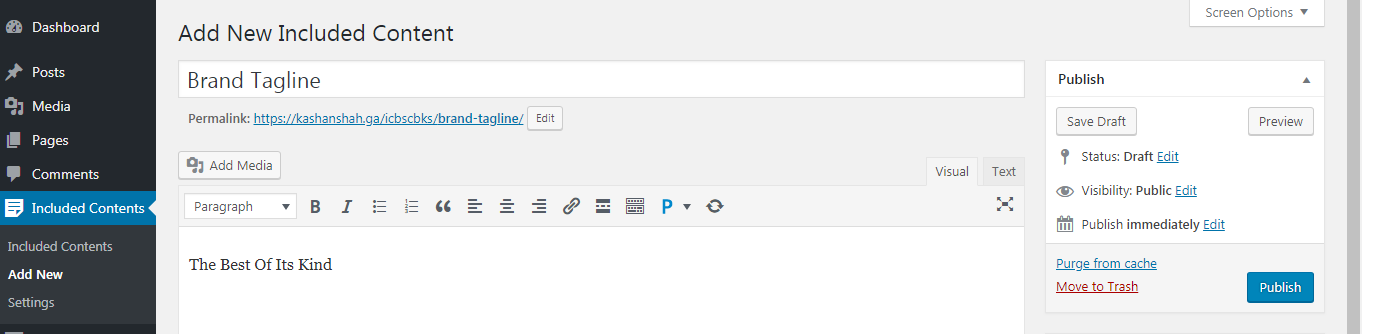 Dashboard
Posts
Media
Pages
Comments
Included Contents
Included Contents
Add New
Settings
Screen Options
Add New Included Content
Brand Tagline
Permalink: https://kashanshah.ga/icbscbks/brand-tagline/ Edit
Add Media
Visual Text
Paragraph B I P
The Best Of Its Kind
Publish
Save Draft Preview
Status: Draft Edit
Visibility: Public Edit
Publish immediately Edit
Purge from cache
Move to Trash Publish